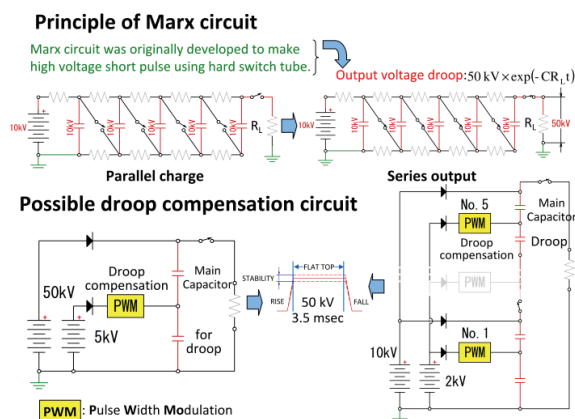 Principle of Marx circuit
Marx circuit was originally developed to make
high voltage short pulse using hard switch tube.
Output voltage droop:50 kV×exp(-CR_L t)
10kV
10kV
10kV
10kV
10kV
10kV
R_L
10kV
10kV
10kV
10kV
10kV
10kV
R_L
50kV
Parallel charge
Series output
Possible droop compensation circuit
50kV
5kV
Droop
compensation
PWM
Main
Capacitor
for
droop
STABILITY
FLAT TOP
RISE
50 kV
3.5 msec
FALL
No. 5
PWM
Droop
compensation
Main
Capacitor
Droop
PWM
No. 1
PWM
10kV
2kV
PWM : Pulse Width Modulation